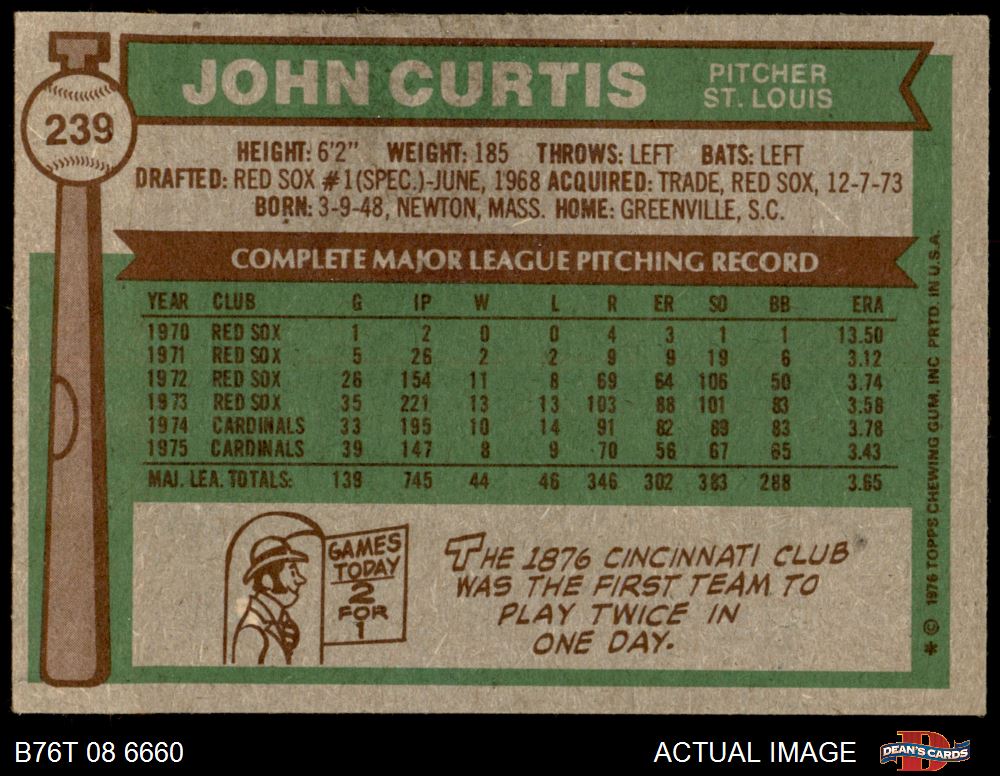 239
JOHN CURTIS
PITCHER
ST. LOUIS
HEIGHT: 6'2" WEIGHT: 185 THROWS: LEFT BATS: LEFT
DRAFTED: RED SOX #1(SPEC.)-JUNE, 1968 ACQUIRED: TRADE, RED SOX, 12-7-73
BORN: 3-9-48, NEWTON, MASS. HOME: GREENVILLE, S.C.
COMPLETE MAJOR LEAGUE PITCHING RECORD
YEAR CLUB G IP W L R ER SO BB ERA
1970 RED SOX 1 2 0 0 4 3 1 1 13.50
1971 RED SOX 5 26 2 2 9 9 19 6 3.12
1972 RED SOX 26 154 11 8 69 64 106 50 3.74
1973 RED SOX 35 221 13 13 103 88 101 83 3.58
1974 CARDINALS 33 195 10 14 91 82 89 83 3.78
1975 CARDINALS 39 147 8 9 70 56 67 65 3.43
MAJ. LEA. TOTALS: 139 745 44 46 346 302 383 288 3.65
GAMES
TODAY
2
FOR
1
THE 1876 CINCINNATI CLUB
WAS THE FIRST TEAM TO
PLAY TWICE IN
ONE DAY.
* © 1976 TOPPS CHEWING GUM, INC. PRTD. IN U.S.A.
B76T 08 6660
ACTUAL IMAGE
DEAN'S CARDS